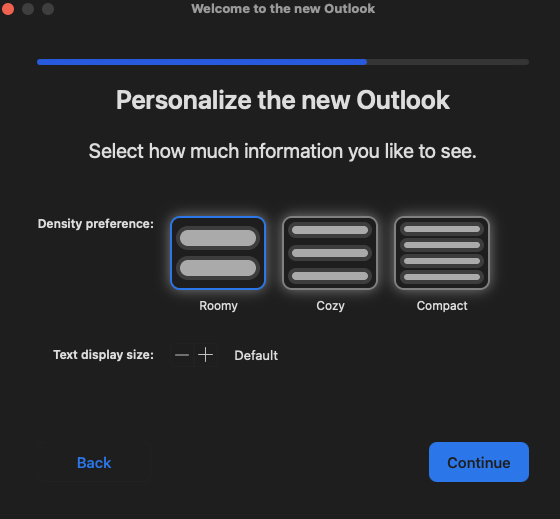 Welcome to the new Outlook
Personalize the new Outlook
Select how much information you like to see.
Density preference:
Roomy
Cozy
Compact
Text display size:
Default
Back
Continue